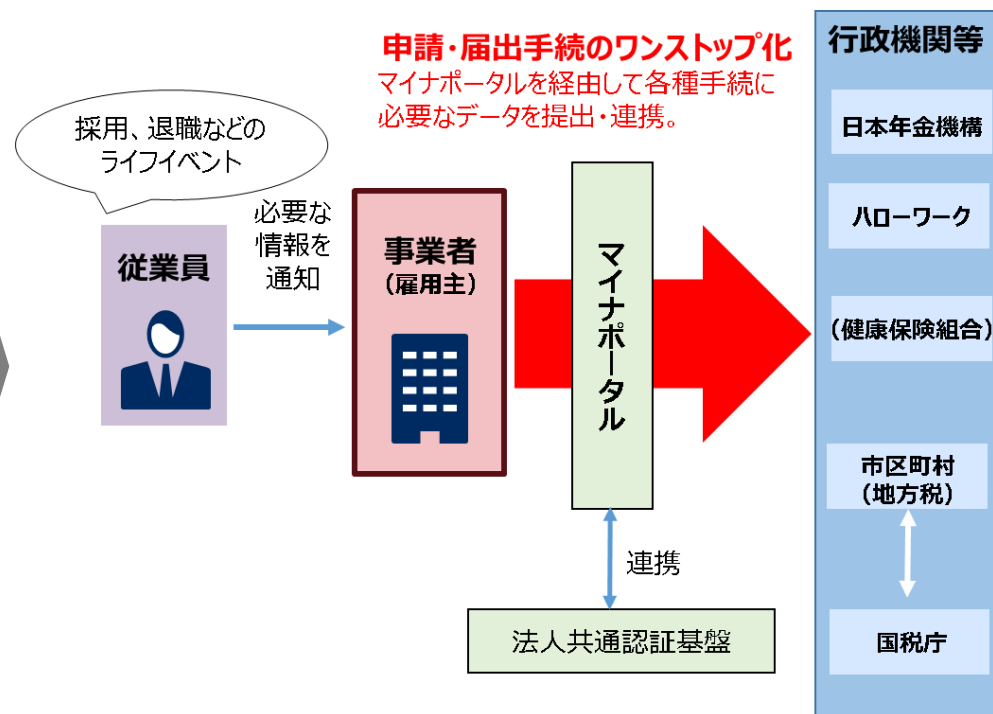 申請・届出手続のワンストップ化
マイナポータルを経由して各種手続に
必要なデータを提出・連携。
採用、退職などの
ライフイベント
従業員
必要な
情報を
通知
事業者
(雇用主)
マイナポータル
連携
法人共通認証基盤
行政機関等
日本年金機構
ハローワーク
(健康保険組合)
市区町村
(地方税)
国税庁